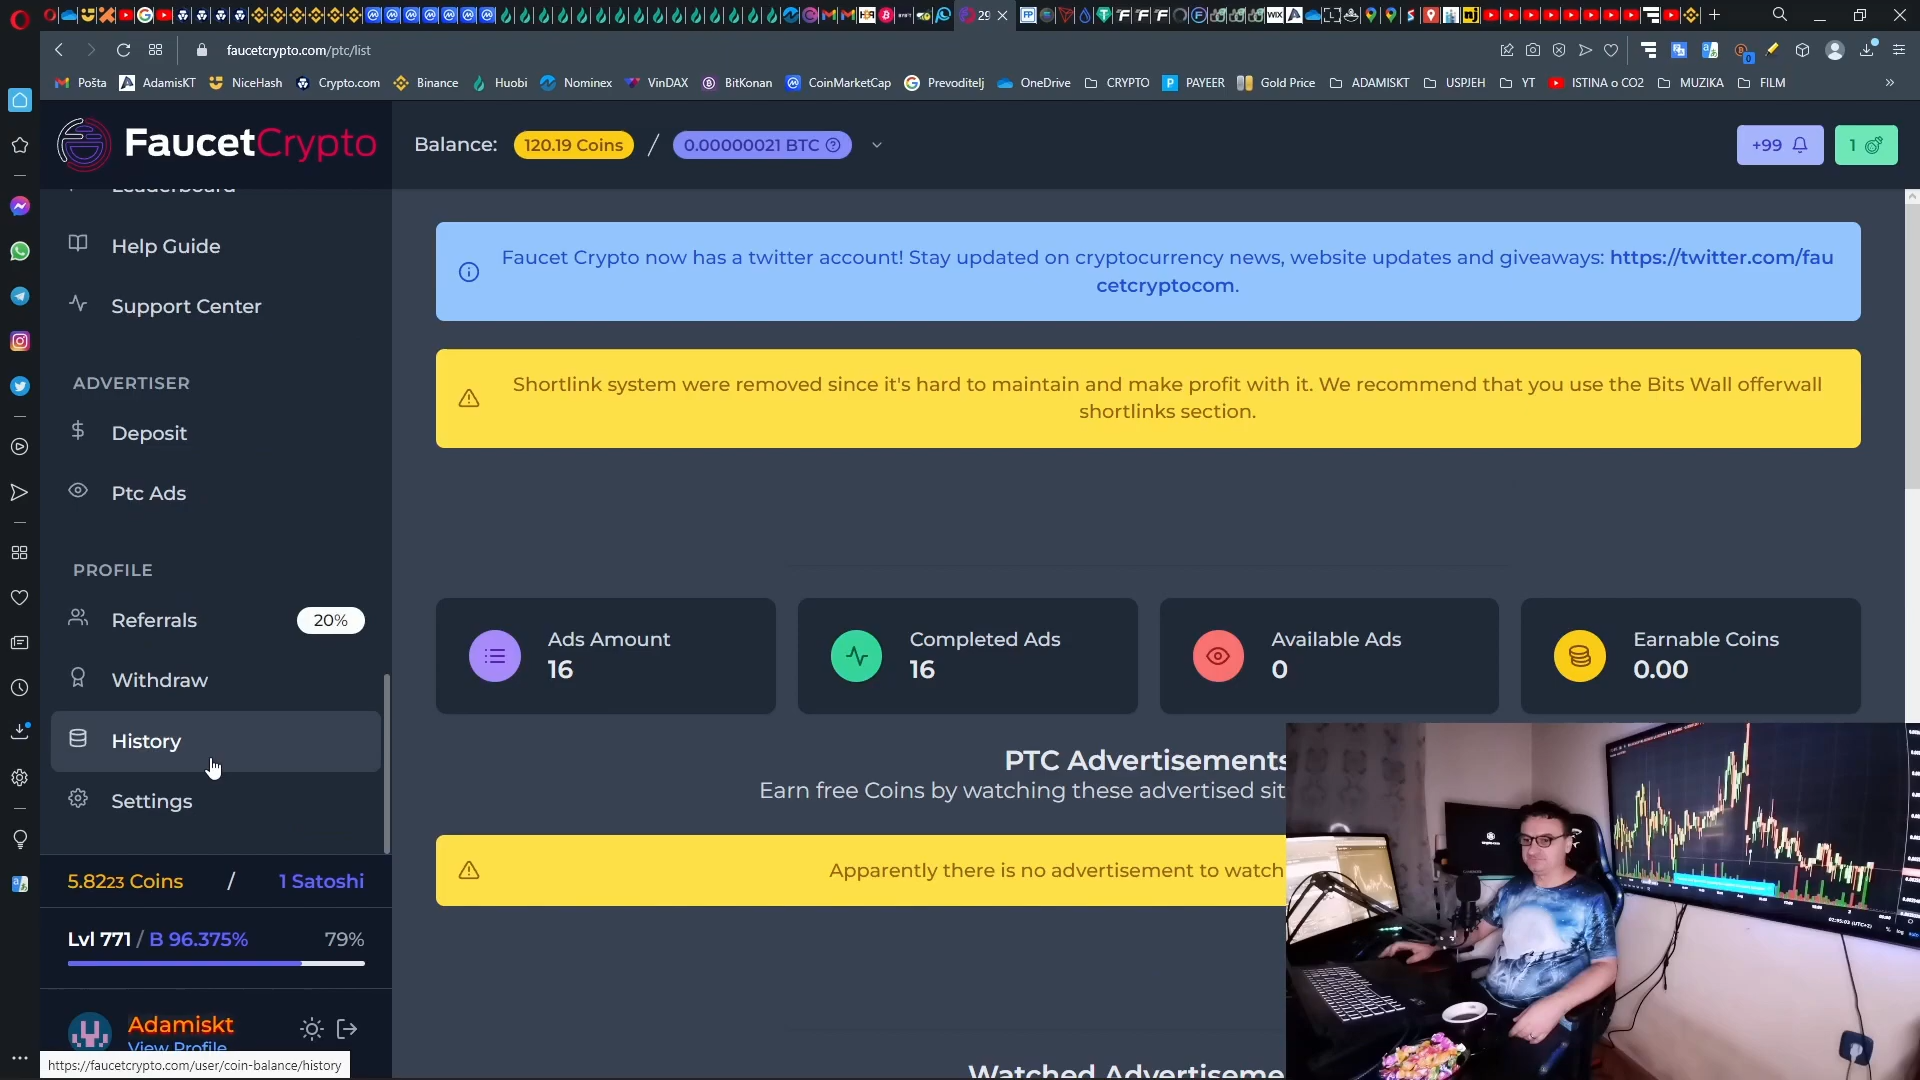 29
faucetcrypto.com/ptc/list
Pošta
AdamisKT
NiceHash
Crypto.com
Binance
Huobi
Nominex
VinDAX
BitKonan
CoinMarketCap
Prevoditelj
OneDrive
CRYPTO
PAYEER
Gold Price
ADAMISKT
USPJEH
YT
ISTINA o CO2
MUZIKA
FILM
FaucetCrypto
Balance: 120.19 Coins / 0.00000021 BTC
+99
1
Leaderboard
Help Guide
Support Center
ADVERTISER
Deposit
Ptc Ads
PROFILE
Referrals 20%
Withdraw
History
Settings
5.8223 Coins / 1 Satoshi
Lvl 771 / B 96.375% 79%
Adamiskt
View Profile
https://faucetcrypto.com/user/coin-balance/history
Faucet Crypto now has a twitter account! Stay updated on cryptocurrency news, website updates and giveaways: https://twitter.com/fau
cetcryptocom.
Shortlink system were removed since it's hard to maintain and make profit with it. We recommend that you use the Bits Wall offerwall
shortlinks section.
Ads Amount
16
Completed Ads
16
Available Ads
0
Earnable Coins
0.00
PTC Advertisements
Earn free Coins by watching these advertised sit
Apparently there is no advertisement to watch
Watched Advertiseme